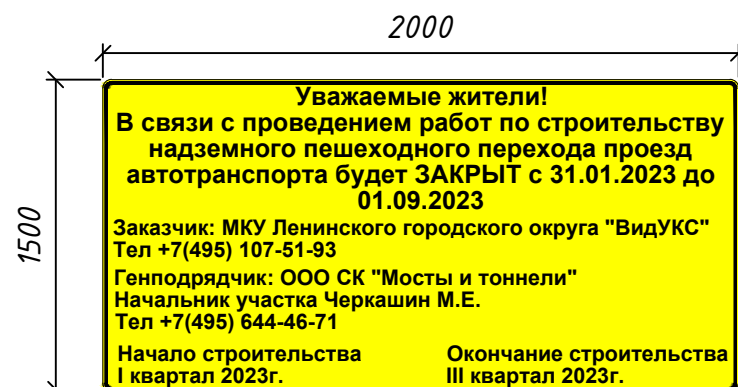 2000
1500
Уважаемые жители!
В связи с проведением работ по строительству
надземного пешеходного перехода проезд
автотранспорта будет ЗАКРЫТ с 31.01.2023 до
01.09.2023
Заказчик: МКУ Ленинского городского округа "ВидУКС"
Тел +7(495) 107-51-93
Генподрядчик: ООО СК "Мосты и тоннели"
Начальник участка Черкашин М.Е.
Тел +7(495) 644-46-71
Начало строительства Окончание строительства
I квартал 2023г. III квартал 2023г.